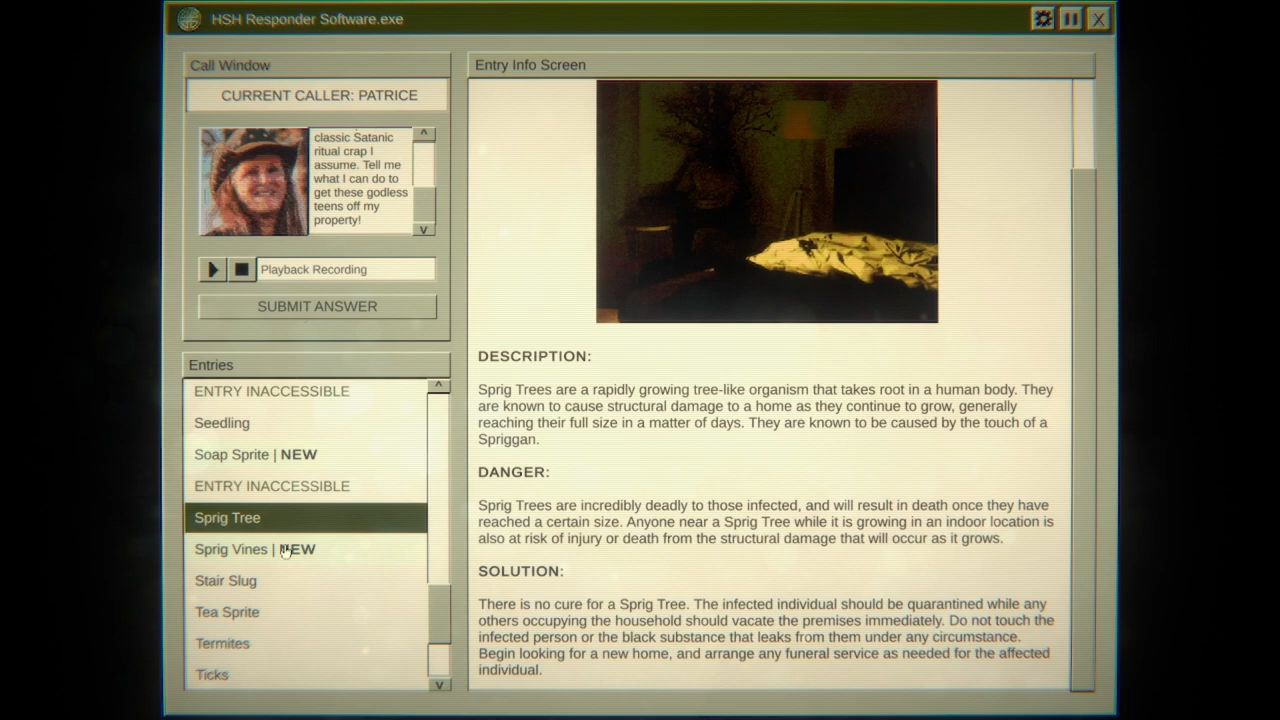 HSH Responder Software.exe
Call Window
CURRENT CALLER: PATRICE
classic Satanic
ritual crap I
assume. Tell me
what I can do to
get these godless
teens off my
property!
Playback Recording
SUBMIT ANSWER
Entries
ENTRY INACCESSIBLE
Seedling
Soap Sprite | NEW
ENTRY INACCESSIBLE
Sprig Tree
Sprig Vines | NEW
Stair Slug
Tea Sprite
Termites
Ticks
Entry Info Screen
DESCRIPTION:
Sprig Trees are a rapidly growing tree-like organism that takes root in a human body. They
are known to cause structural damage to a home as they continue to grow, generally
reaching their full size in a matter of days. They are known to be caused by the touch of a
Spriggan.
DANGER:
Sprig Trees are incredibly deadly to those infected, and will result in death once they have
reached a certain size. Anyone near a Sprig Tree while it is growing in an indoor location is
also at risk of injury or death from the structural damage that will occur as it grows.
SOLUTION:
There is no cure for a Sprig Tree. The infected individual should be quarantined while any
others occupying the household should vacate the premises immediately. Do not touch the
infected person or the black substance that leaks from them under any circumstance.
Begin looking for a new home, and arrange any funeral service as needed for the affected
individual.